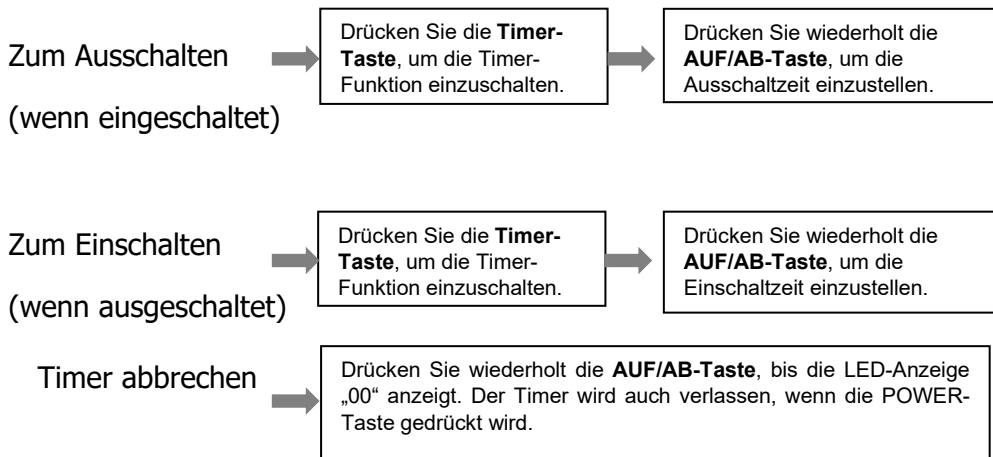 Zum Ausschalten
(wenn eingeschaltet)
Drücken Sie die Timer-
Taste, um die Timer-
Funktion einzuschalten.
Drücken Sie wiederholt die
AUF/AB-Taste, um die
Ausschaltzeit einzustellen.
Zum Einschalten
(wenn ausgeschaltet)
Drücken Sie die Timer-
Taste, um die Timer-
Funktion einzuschalten.
Drücken Sie wiederholt die
AUF/AB-Taste, um die
Einschaltzeit einzustellen.
Timer abbrechen
Drücken Sie wiederholt die AUF/AB-Taste, bis die LED-Anzeige
„00“ anzeigt. Der Timer wird auch verlassen, wenn die POWER-
Taste gedrückt wird.